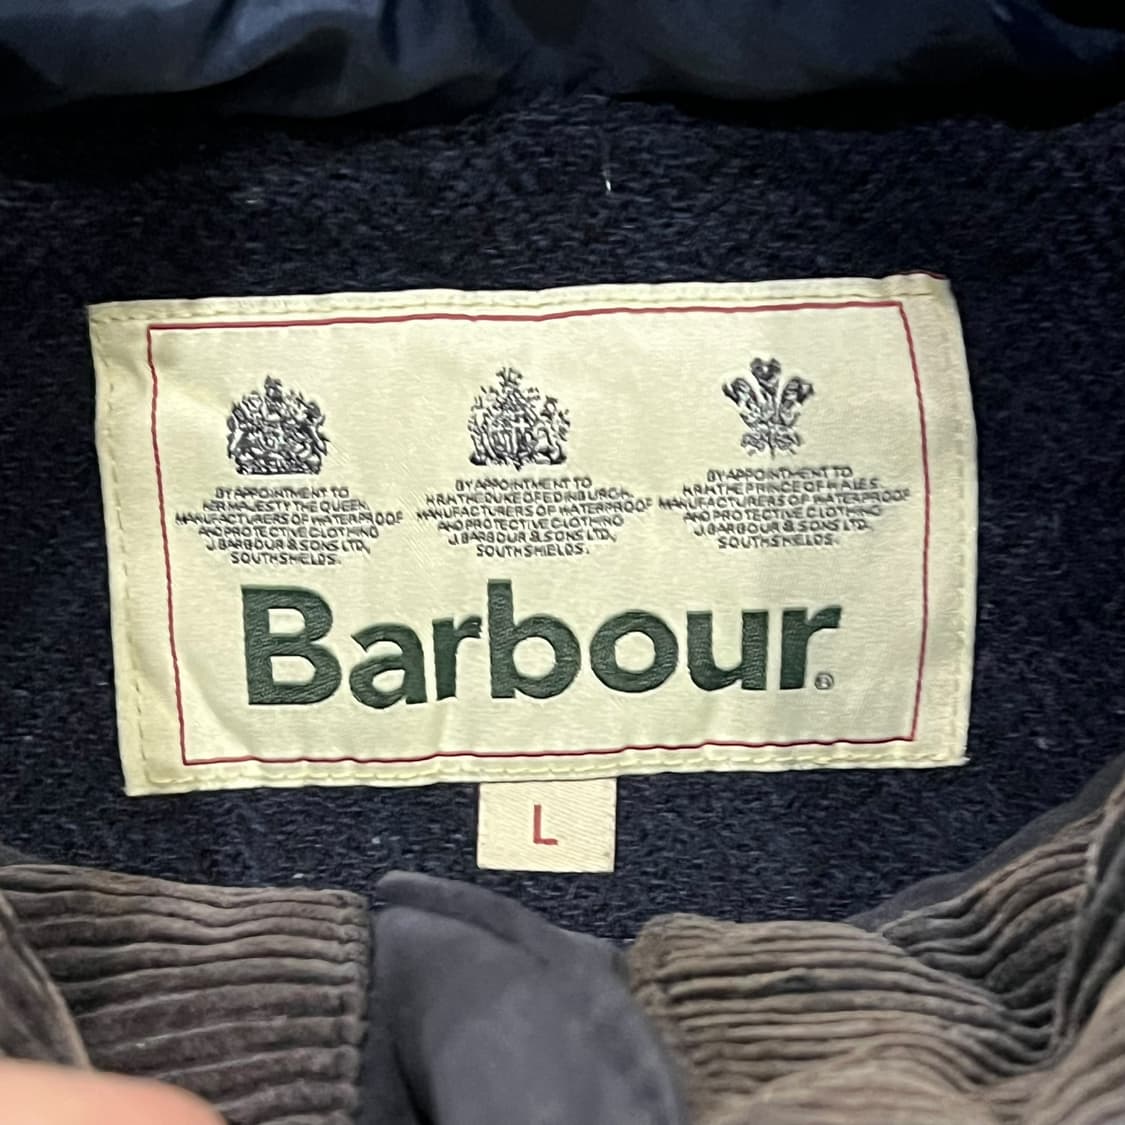 BY APPOINTMENT TO
HER MAJESTY THE QUEEN
MANUFACTURERS OF WATERPROOF
AND PROTECTIVE CLOTHING
J. BARBOUR & SONS LTD,
SOUTH SHIELDS.
BY APPOINTMENT TO
H.R.H THE DUKE OF EDINBURGH,
MANUFACTURERS OF WATERPROOF
AND PROTECTIVE CLOTHING
J. BARBOUR & SONS LTD,
SOUTH SHIELDS.
BY APPOINTMENT TO
H.R.H THE PRINCE OF WALES
MANUFACTURERS OF WATERPROOF
AND PROTECTIVE CLOTHING
J. BARBOUR & SONS LTD,
SOUTH SHIELDS.
Barbour®
L